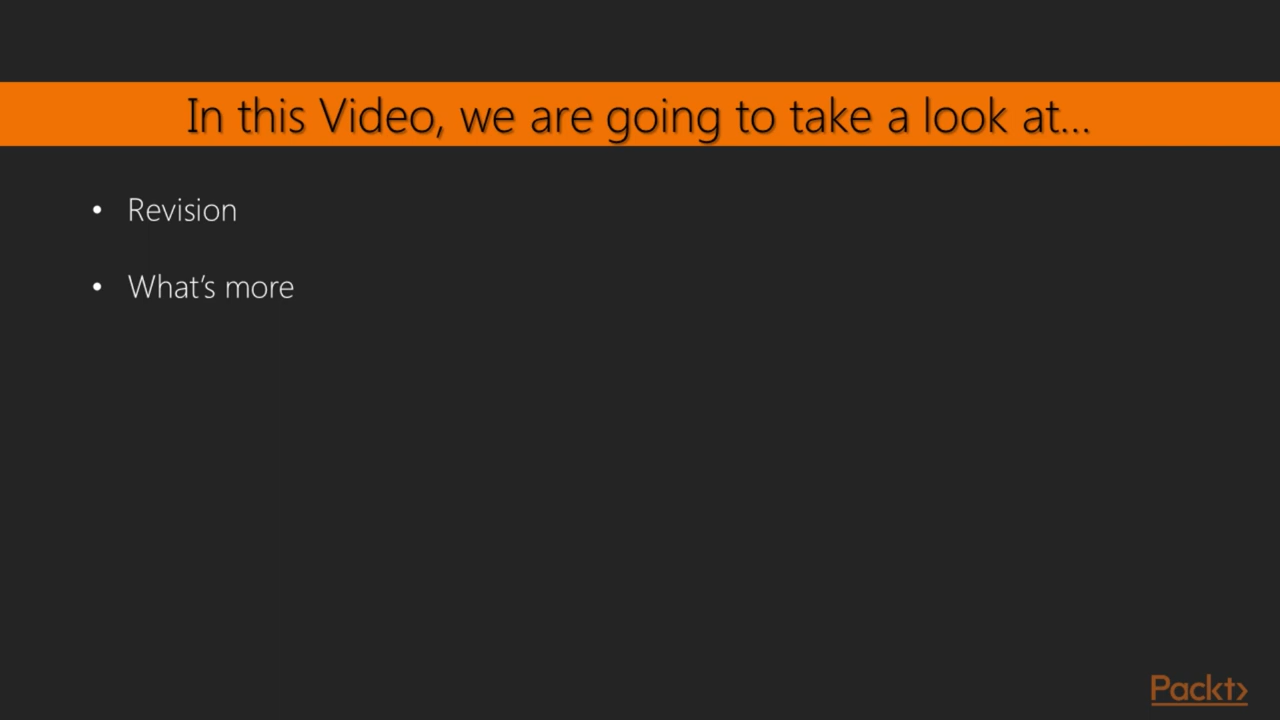 In this Video, we are going to take a look at...
• Revision
• What's more
Packt>